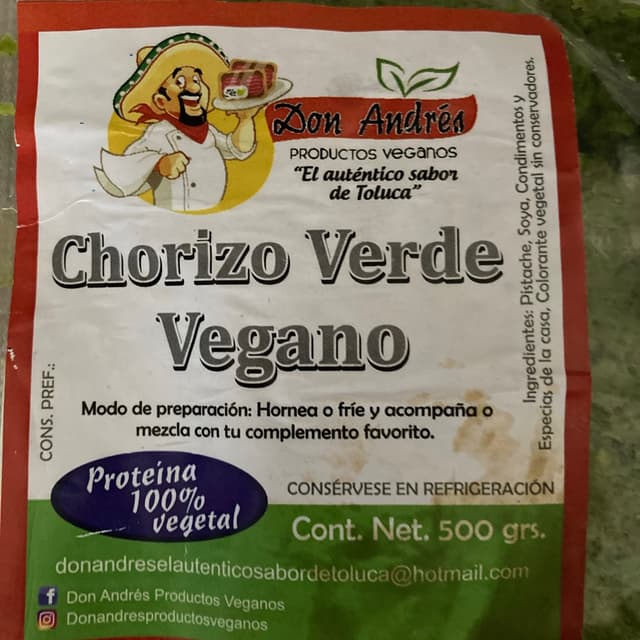 Don Andrés
PRODUCTOS VEGANOS
"El auténtico sabor
de Toluca"
Chorizo Verde
Vegano
Modo de preparación: Hornea o fríe y acompaña o
mezcla con tu complemento favorito.
CONS. PREF.:
Ingredientes: Pistache, Soya, Condimentos y
Especias de la casa, Colorante vegetal sin conservadores.
Proteína
100%
vegetal
CONSÉRVESE EN REFRIGERACIÓN
Cont. Net. 500 grs.
donandreselautenticosabordetoluca@hotmail.com
Don Andrés Productos Veganos
Donandresproductosveganos